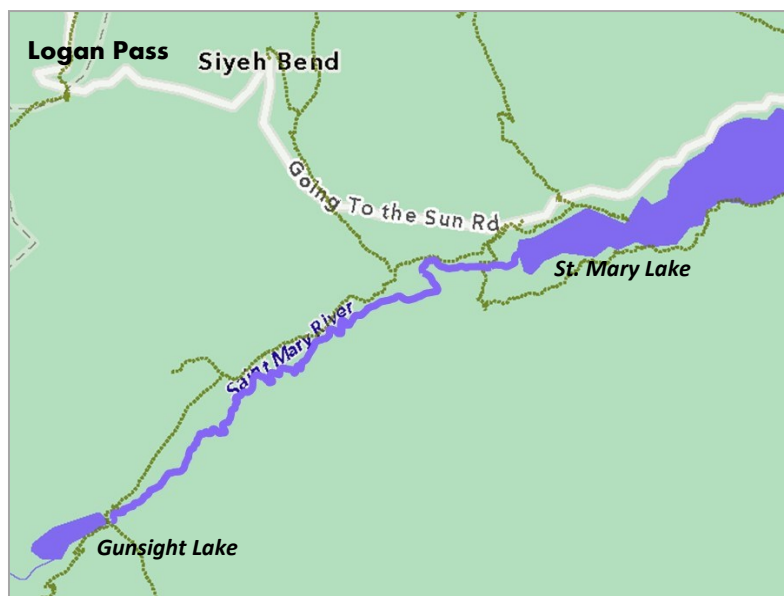 Logan Pass
Siyeh Bend
Going To the Sun Rd
St. Mary Lake
Saint Mary River
Gunsight Lake